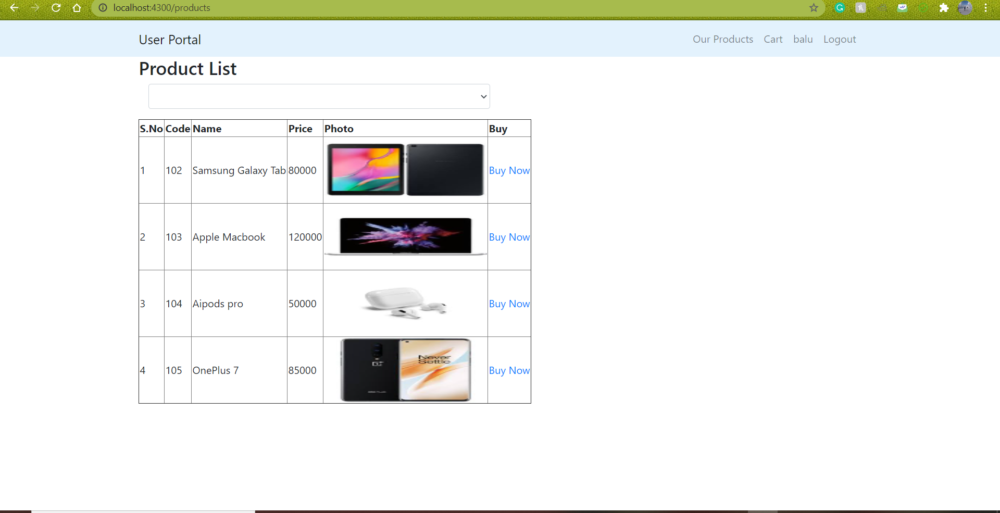 localhost:4300/products
User Portal Our Products Cart balu Logout
Product List
S.No Code Name Price Photo Buy
1 102 Samsung Galaxy Tab 80000 Buy Now
2 103 Apple Macbook 120000 Buy Now
3 104 Aipods pro 50000 Buy Now
Never
Settle
4 105 OnePlus 7 85000 Buy Now